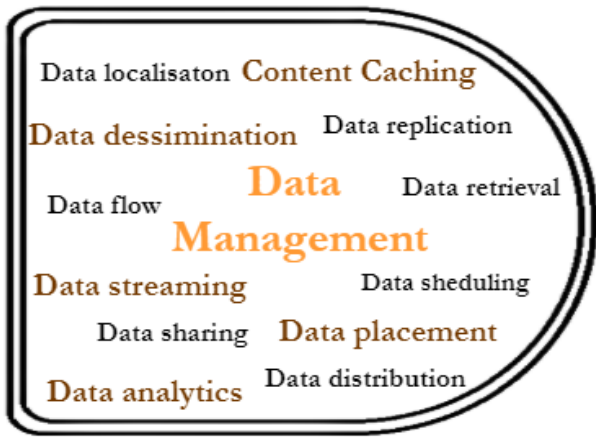 Data localisaton Content Caching
Data dessimination Data replication
Data
Data retrieval
Data flow
Management
Data streaming Data sheduling
Data sharing Data placement
Data analytics Data distribution